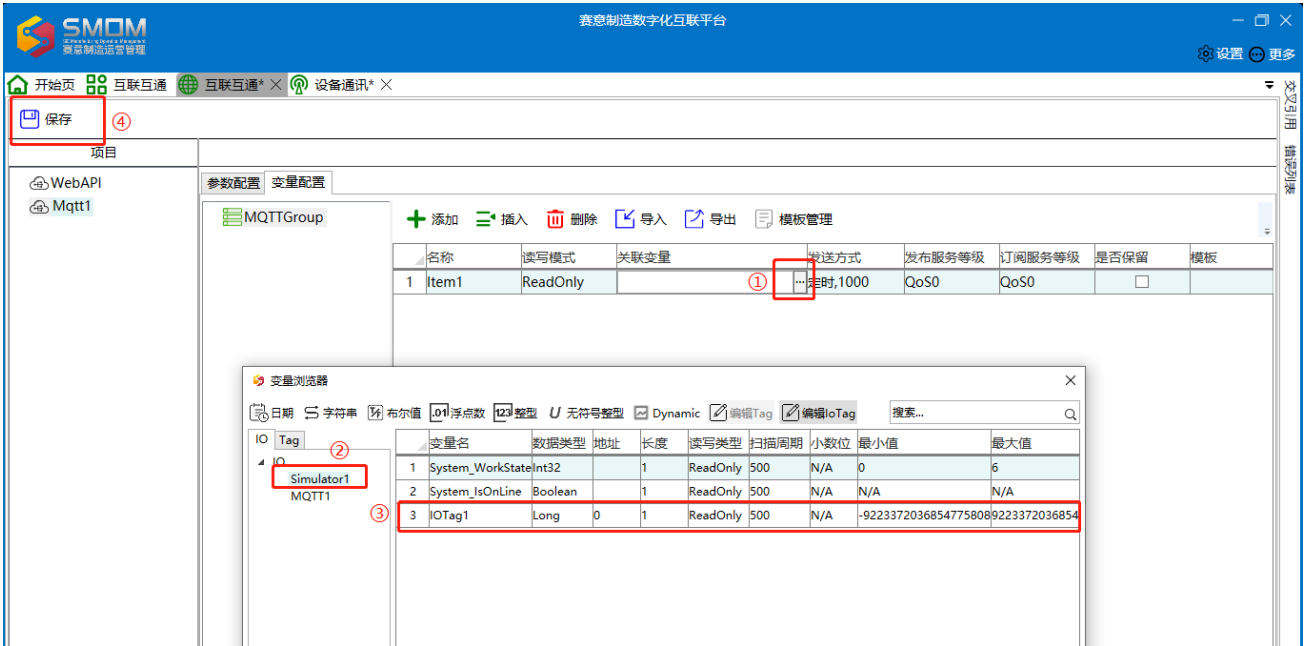 赛意制造数字化互联平台
SMOM
赛意制造运营管理
设置 更多
开始页 互联互通 互联互通* 设备通讯*
交叉引用
错误列表
保存 ④
项目
WebAPI
Mqtt1
参数配置 变量配置
MQTTGroup
添加 插入 删除 导入 导出 模板管理
名称 读写模式 关联变量 发送方式 发布服务等级 订阅服务等级 是否保留 模板
1 Item1 ReadOnly ① ... 定时,1000 QoS0 QoS0
变量浏览器
日期 字符串 布尔值 .01 浮点数 123 整型 U 无符号整型 Dynamic 编辑Tag 编辑IoTag 搜索...
IO Tag
②
IO
Simulator1
MQTT1
③
变量名 数据类型 地址 长度 读写类型 扫描周期 小数位 最小值 最大值
1 System_WorkState Int32 1 ReadOnly 500 N/A 0 6
2 System_IsOnLine Boolean 1 ReadOnly 500 N/A N/A N/A
3 IOTag1 Long 0 1 ReadOnly 500 N/A -9223372036854775808 9223372036854